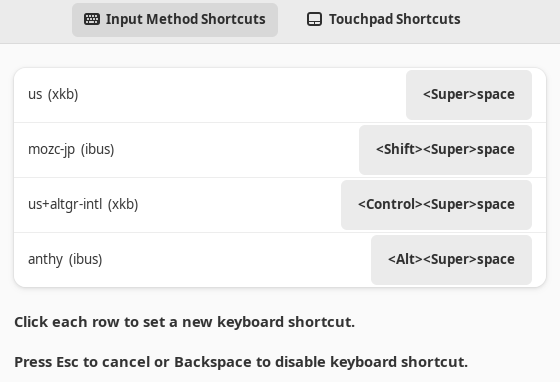 Input Method Shortcuts Touchpad Shortcuts
us (xkb) <Super>space
mozc-jp (ibus) <Shift><Super>space
us+altgr-intl (xkb) <Control><Super>space
anthy (ibus) <Alt><Super>space
Click each row to set a new keyboard shortcut.
Press Esc to cancel or Backspace to disable keyboard shortcut.